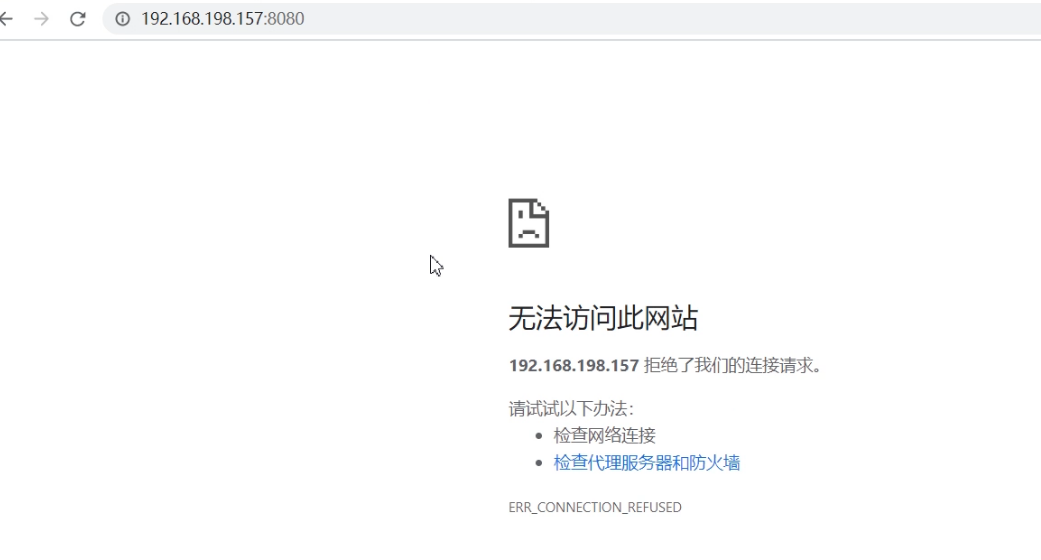 192.168.198.157:8080
无法访问此网站
192.168.198.157 拒绝了我们的连接请求。
请试试以下办法：
检查网络连接
检查代理服务器和防火墙
ERR_CONNECTION_REFUSED